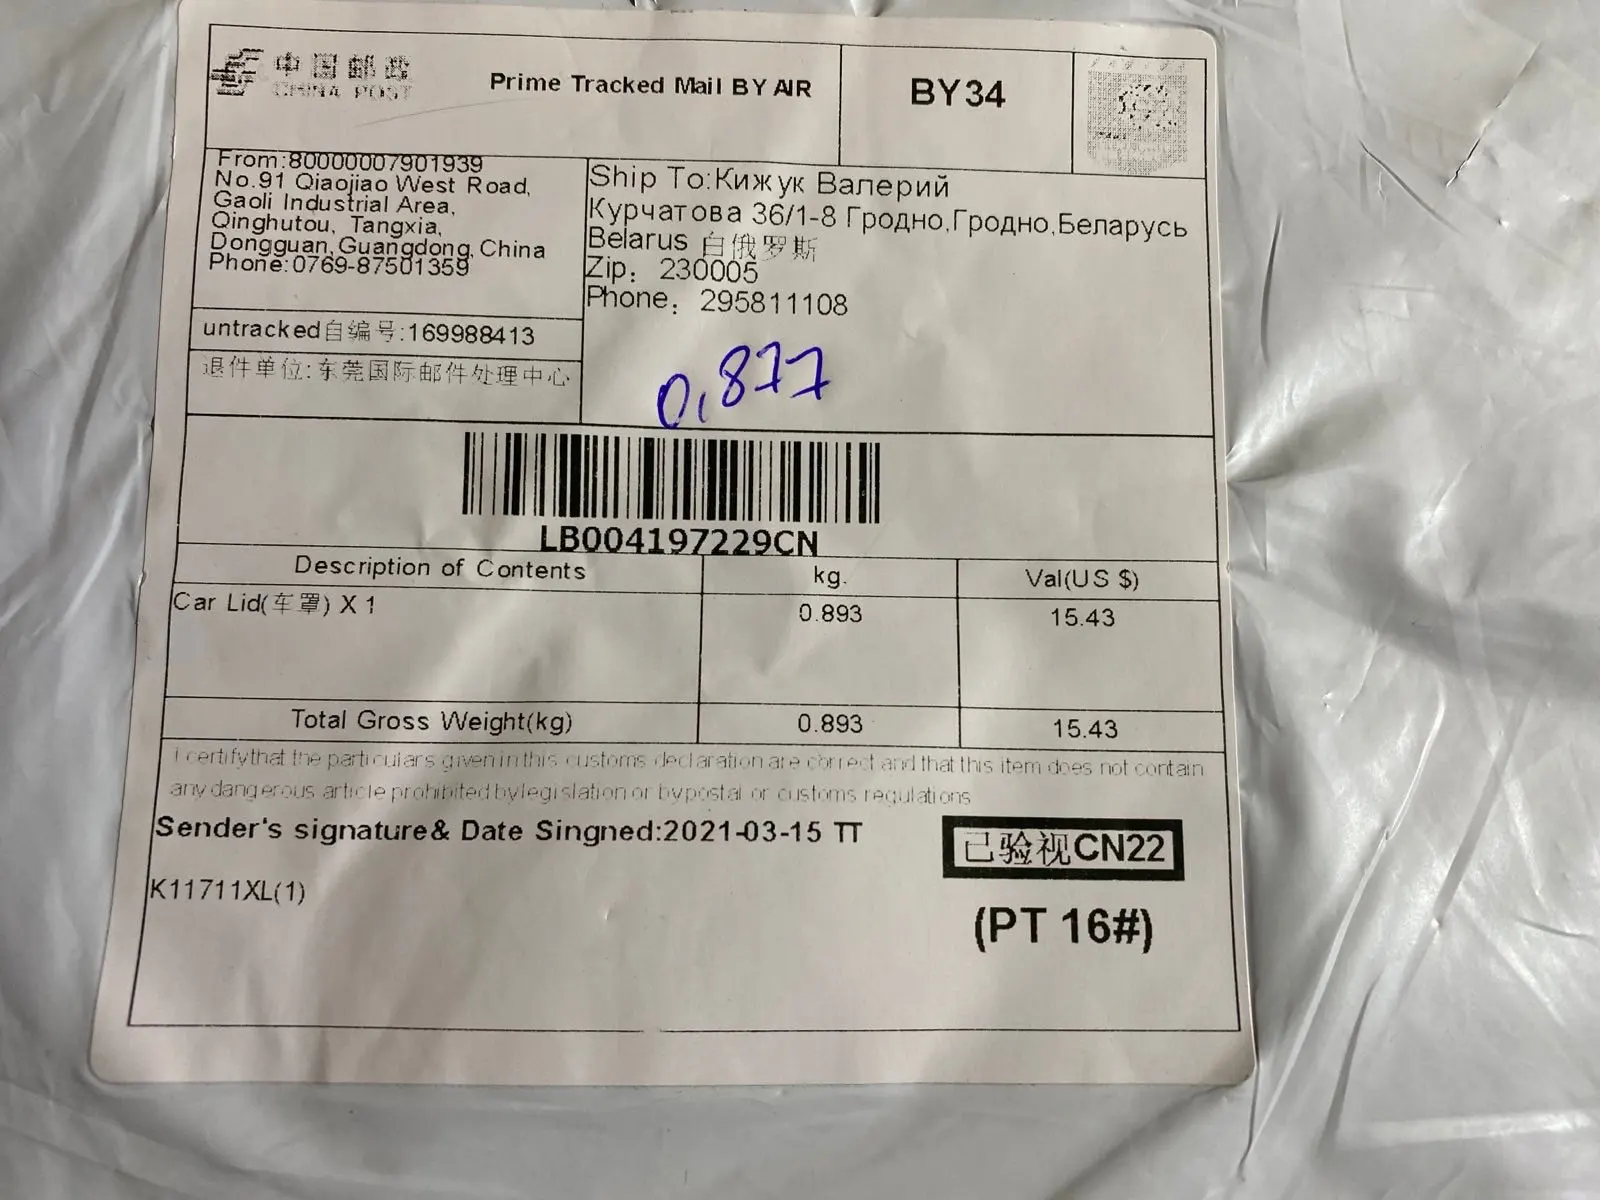 中国邮政
CHINA POST
Prime Tracked Mail BY AIR
BY34
From:80000007901939
No.91 Qiaojiao West Road,
Gaoli Industrial Area,
Qinghutou, Tangxia,
Dongguan,Guangdong,China
Phone:0769-87501359
untracked自编号:169988413
退件单位:东莞国际邮件处理中心
Ship To:Кижук Валерий
Курчатова 36/1-8 Гродно,Гродно,Беларусь
Belarus 白俄罗斯
Zip: 230005
Phone: 295811108
0,877
LB004197229CN
Description of Contents kg. Val(US $)
Car Lid(车罩) X 1 0.893 15.43
Total Gross Weight(kg) 0.893 15.43
I certify that the particulars given in this customs declaration are correct and that this item does not contain
any dangerous article prohibited by legislation or by postal or customs regulations
Sender's signature& Date Singned:2021-03-15 TT
已验视CN22
K11711XL(1)
(PT 16#)